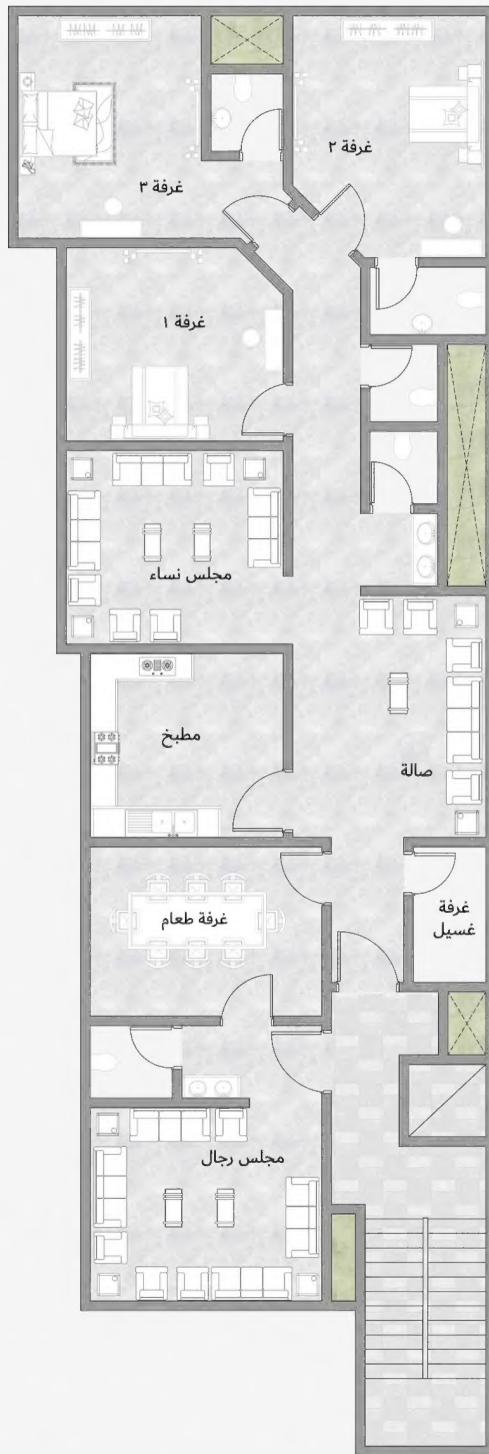 غرفة ٢
غرفة ٣
غرفة ١
مجلس نساء
مطبخ
صالة
غرفة
غسيل
غرفة طعام
مجلس رجال